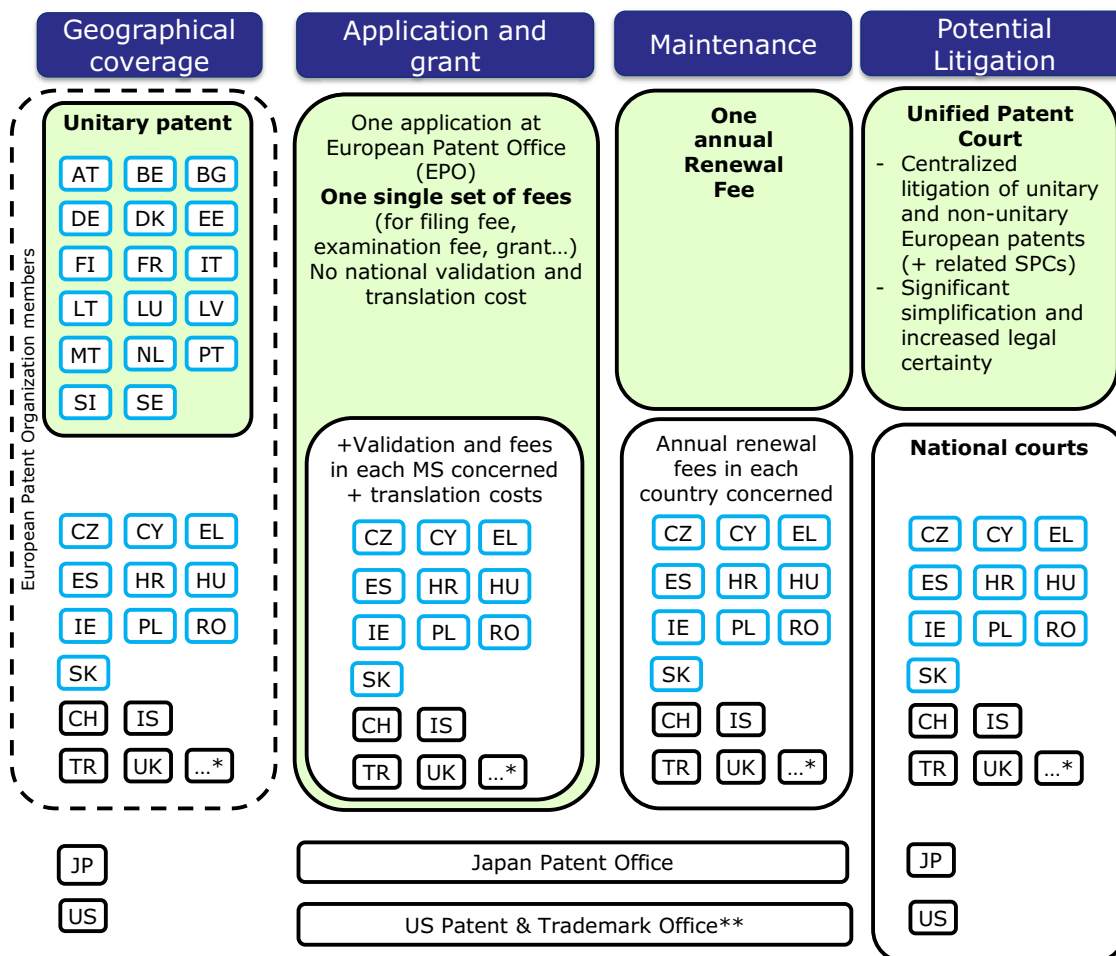 Geographical
coverage
Application and
grant
Maintenance
Potential
Litigation
European Patent Organization members
Unitary patent
AT BE BG
DE DK EE
FI FR IT
LT LU LV
MT NL PT
SI SE
CZ CY EL
ES HR HU
IE PL RO
SK
CH IS
TR UK ...*
JP
US
One application at
European Patent Office
(EPO)
One single set of fees
(for filing fee,
examination fee, grant…)
No national validation and
translation cost
+Validation and fees
in each MS concerned
+ translation costs
CZ CY EL
ES HR HU
IE PL RO
SK
CH IS
TR UK ...*
One
annual
Renewal
Fee
Annual renewal
fees in each
country concerned
CZ CY EL
ES HR HU
IE PL RO
SK
CH IS
TR UK ...*
Japan Patent Office
US Patent & Trademark Office**
Unified Patent
Court
- Centralized
litigation of unitary
and non-unitary
European patents
(+ related SPCs)
- Significant
simplification and
increased legal
certainty
National courts
CZ CY EL
ES HR HU
IE PL RO
SK
CH IS
TR UK ...*
JP
US